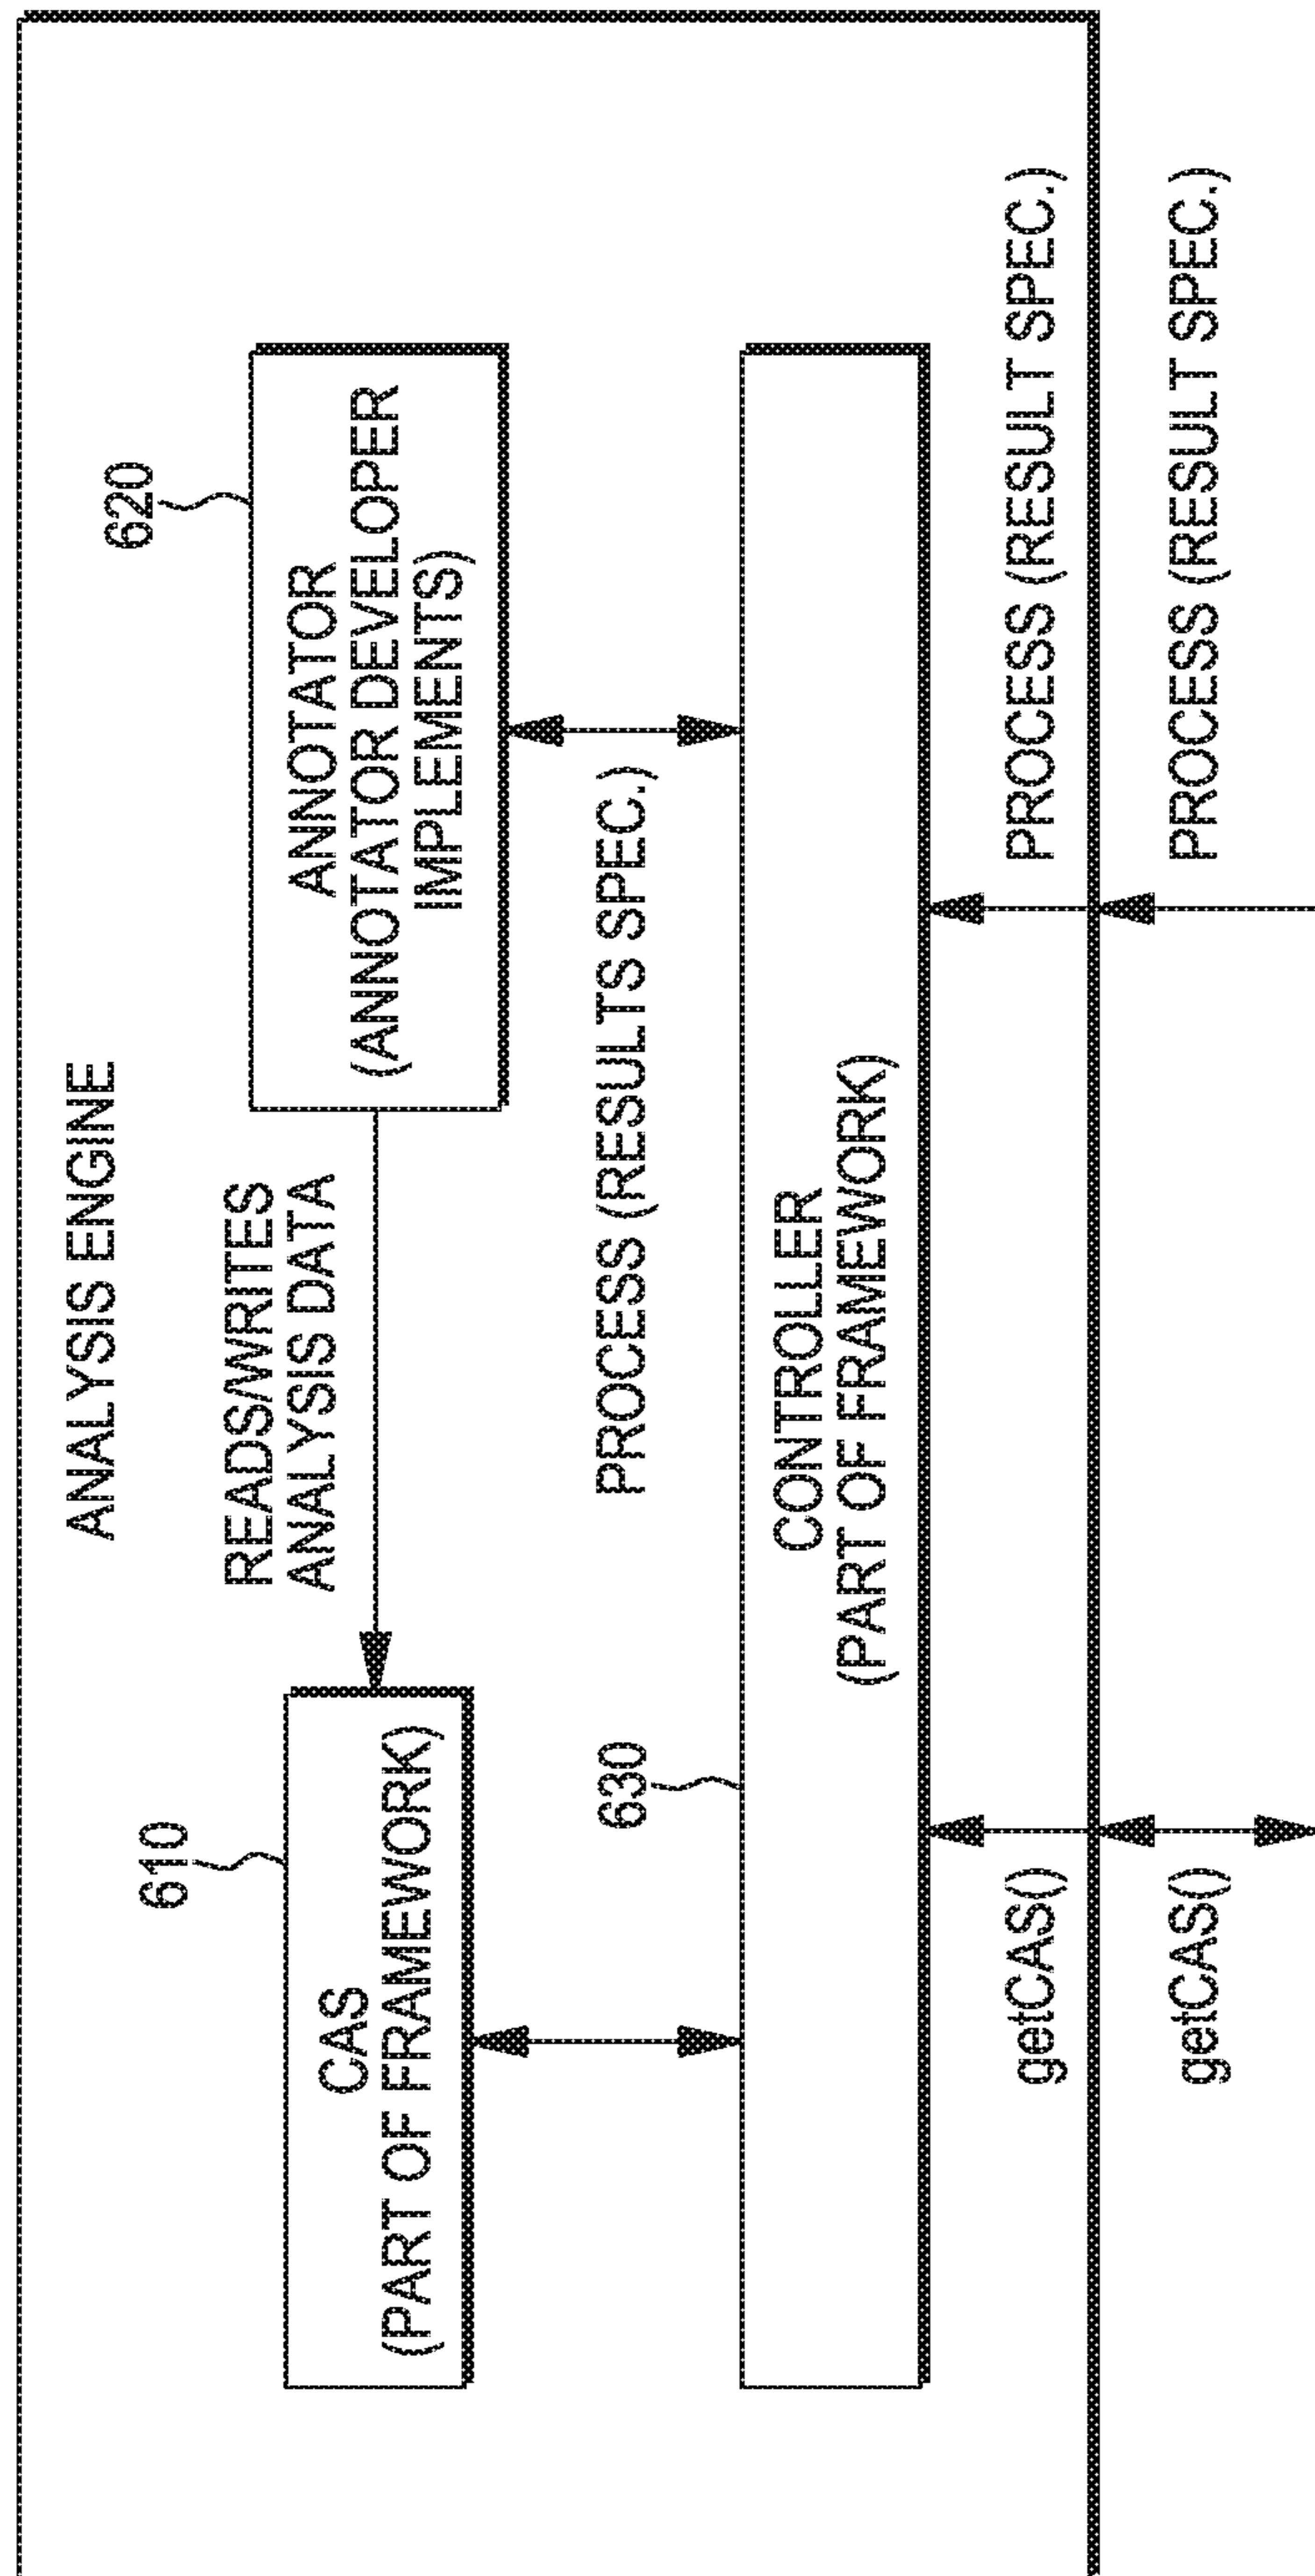 ANALYSIS ENGINE
610
CAS
(PART OF FRAMEWORK)
READS/WRITES
ANALYSIS DATA
620
ANNOTATOR
(ANNOTATOR DEVELOPER
IMPLEMENTS)
PROCESS (RESULTS SPEC.)
630
CONTROLLER
(PART OF FRAMEWORK)
getCAS()
PROCESS (RESULT SPEC.)
getCAS()
PROCESS (RESULT SPEC.)